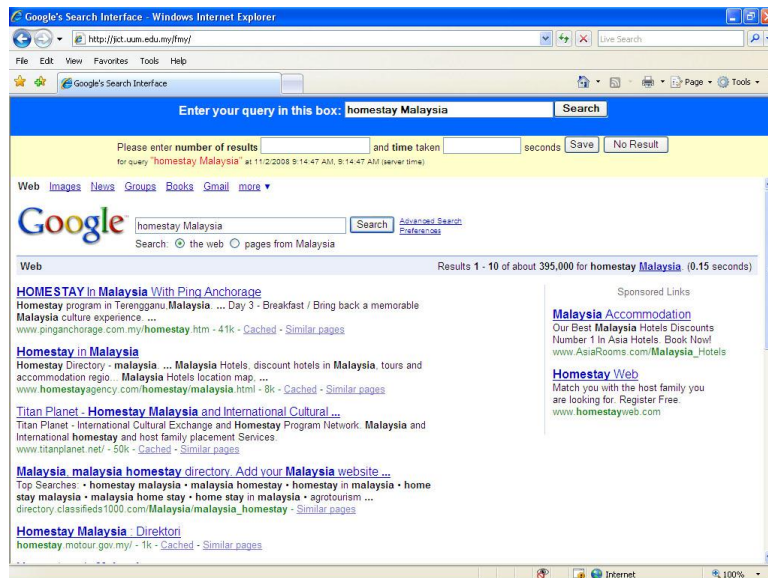 Google's Search Interface - Windows Internet Explorer
http://jict.uum.edu.my/fmy/
Live Search
File Edit View Favorites Tools Help
Google's Search Interface
Page Tools
Enter your query in this box: homestay Malaysia Search
Please enter number of results and time taken seconds Save No Result
for query "homestay Malaysia" at 11/2/2008 9:14:47 AM, 9:14:47 AM (server time)
Web Images News Groups Books Gmail more ▼
Google homestay Malaysia Search Advanced Search
Preferences
Search: the web pages from Malaysia
Web Results 1 - 10 of about 395,000 for homestay Malaysia. (0.15 seconds)
HOMESTAY In Malaysia With Ping Anchorage
Homestay program in Terengganu,Malaysia. ... Day 3 - Breakfast / Bring back a memorable
Malaysia culture experience. ...
www.pinganchorage.com.my/homestay.htm - 41k - Cached - Similar pages
Homestay in Malaysia
Homestay Directory - malaysia. ... Malaysia Hotels, discount hotels in Malaysia, tours and
accommodation regio... Malaysia Hotels location map, ...
www.homestayagency.com/homestay/malaysia.html - 8k - Cached - Similar pages
Titan Planet - Homestay Malaysia and International Cultural ...
Titan Planet - International Cultural Exchange and Homestay Program Network. Malaysia and
International homestay and host family placement Services.
www.titanplanet.net/ - 50k - Cached - Similar pages
Malaysia, malaysia homestay directory. Add your Malaysia website ...
Top Searches: • homestay malaysia • malaysia homestay • homestay in malaysia • home
stay malaysia • malaysia home stay • home stay in malaysia • agrotourism ...
directory.classifieds1000.com/Malaysia/malaysia_homestay - Similar pages
Homestay Malaysia : Direktori
homestay.motour.gov.my/ - 1k - Cached - Similar pages
Sponsored Links
Malaysia Accommodation
Our Best Malaysia Hotels Discounts
Number 1 In Asia Hotels. Book Now!
www.AsiaRooms.com/Malaysia_Hotels
Homestay Web
Match you with the host family you
are looking for. Register Free.
www.homestayweb.com
Internet 100%